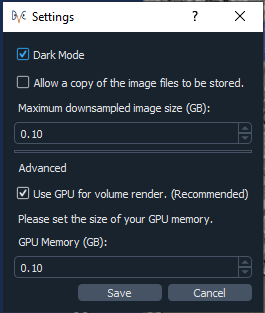 DVE Settings ? ×
Dark Mode
Allow a copy of the image files to be stored.
Maximum downsampled image size (GB):
0.10
Advanced
Use GPU for volume render. (Recommended)
Please set the size of your GPU memory.
GPU Memory (GB):
0.10
Save Cancel